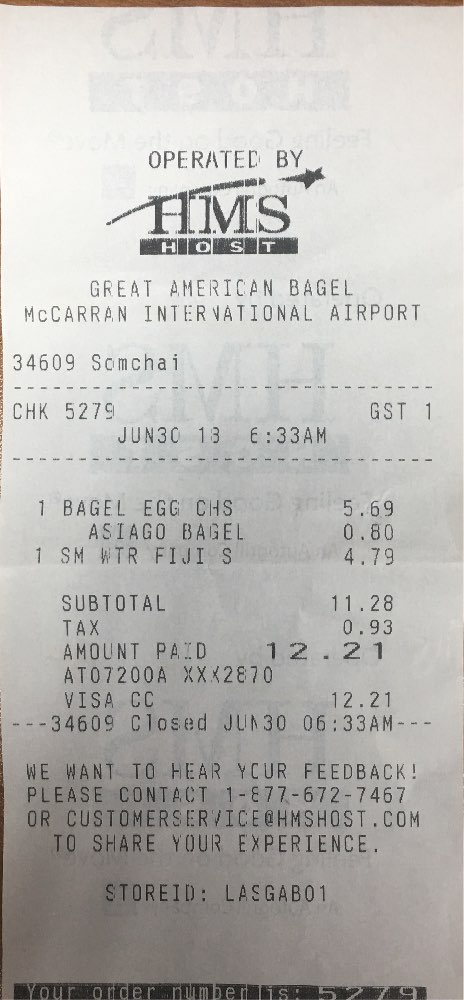 OPERATED BY
HMS
HOST
GREAT AMERICAN BAGEL
McCARRAN INTERNATIONAL AIRPORT
34609 Somchai
--------------------------------
CHK 5279 GST 1
JUN30 18 6:33AM
--------------------------------
1 BAGEL EGG CHS 5.69
ASIAGO BAGEL 0.80
1 SM WTR FIJI S 4.79
SUBTOTAL 11.28
TAX 0.93
AMOUNT PAID 12.21
AT07200A XXX2870
VISA CC 12.21
---34609 Closed JUN30 06:33AM---
WE WANT TO HEAR YOUR FEEDBACK!
PLEASE CONTACT 1-877-672-7467
OR CUSTOMERSERVICE@HMSHOST.COM
TO SHARE YOUR EXPERIENCE.
STOREID: LASGAB01
Your order number is: 5279